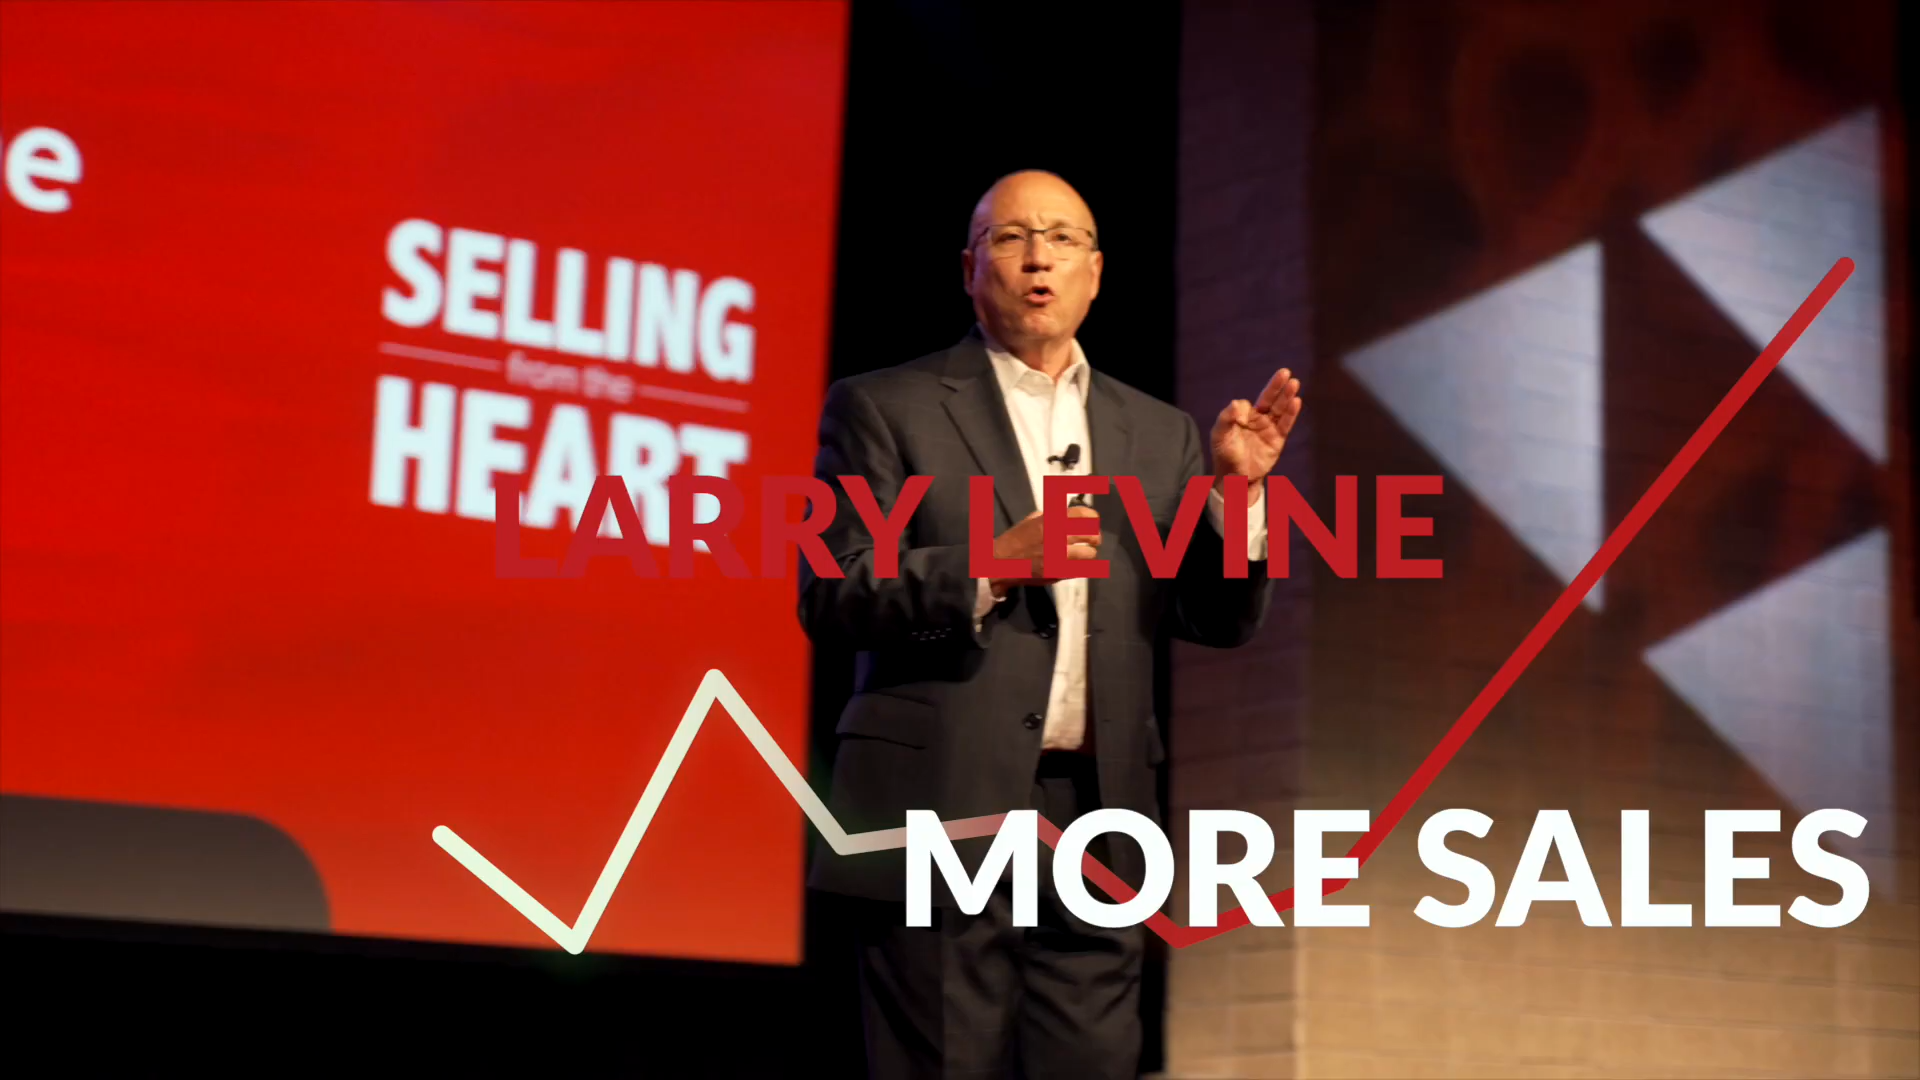 e
SELLING
from the
HEART
LARRY LEVINE
MORE SALES